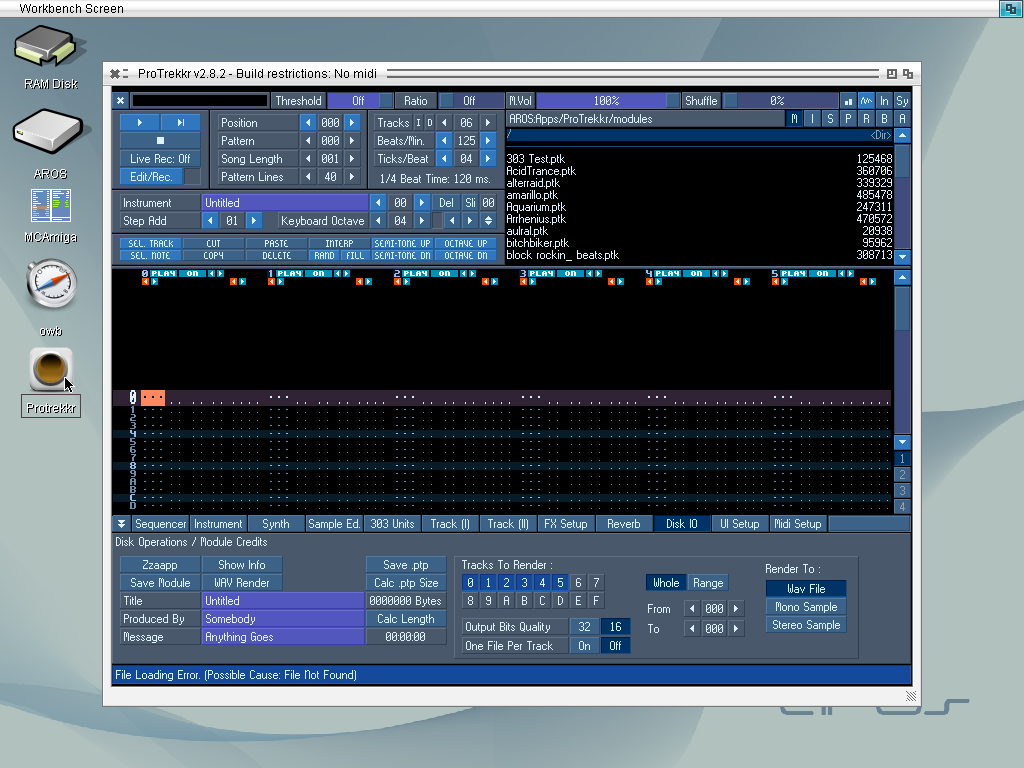 Workbench Screen
RAM Disk
AROS
MCAmiga
owb
Protrekkr
ProTrekkr v2.8.2 - Build restrictions: No midi
Threshold Off Ratio Off M.Vol 100% Shuffle 0% In Sy
Position 000 Tracks I D 06
Pattern 000 Beats/Min. 125
Live Rec: Off Song Length 001 Ticks/Beat 04
Edit/Rec. Pattern Lines 40 1/4 Beat Time: 120 ms.
Instrument Untitled 00 Del Sli 00
Step Add 01 Keyboard Octave 04
SEL. TRACK CUT PASTE INTERP SEMI-TONE UP OCTAVE UP
SEL. NOTE COPY DELETE RAND FILL SEMI-TONE DN OCTAVE DN
AROS:Apps/ProTrekkr/modules M I S P R B A
/ <Dir>
303 Test.ptk 125468
AcidTrance.ptk 360706
alterraid.ptk 339329
amarillo.ptk 485478
Aquarium.ptk 247311
Arrhenius.ptk 470572
aulral.ptk 20938
bitchbiker.ptk 95962
block rockin_ beats.ptk 308713
0 PLAY ON 1 PLAY ON 2 PLAY ON 3 PLAY ON 4 PLAY ON 5 PLAY ON
0
1
2
3
4
5
6
7
8
9
A
B
C
D
1
2
3
4
Sequencer Instrument Synth Sample Ed. 303 Units Track (I) Track (II) FX Setup Reverb Disk IO UI Setup Midi Setup
Disk Operations / Module Credits
Zzaapp Show Info Save .ptp
Save Module WAV Render Calc .ptp Size
Title Untitled 0000000 Bytes
Produced By Somebody Calc Length
Message Anything Goes 00:00:00
Tracks To Render :
0 1 2 3 4 5 6 7
8 9 A B C D E F
Output Bits Quality 32 16
One File Per Track On Off
Whole Range
From 000
To 000
Render To :
Wav File
Mono Sample
Stereo Sample
File Loading Error. (Possible Cause: File Not Found)